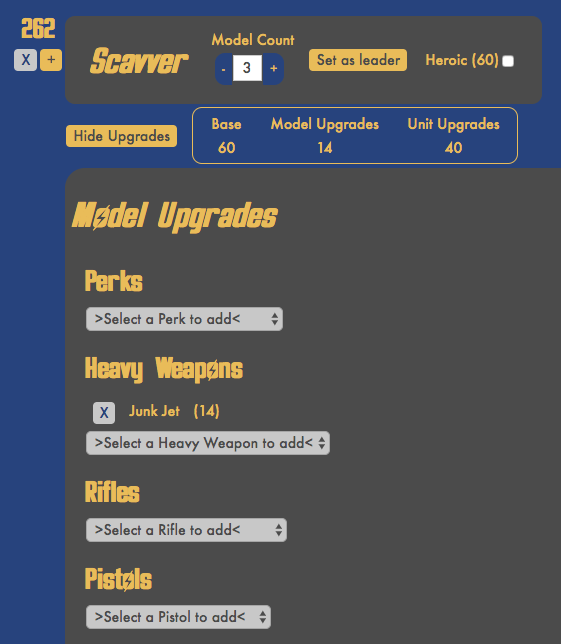 262
X +
Scavver
Model Count
- 3 +
Set as leader
Heroic (60)
Hide Upgrades
Base Model Upgrades Unit Upgrades
60 14 40
Model Upgrades
Perks
>Select a Perk to add<
Heavy Weapons
X Junk Jet (14)
>Select a Heavy Weapon to add<
Rifles
>Select a Rifle to add<
Pistols
>Select a Pistol to add<